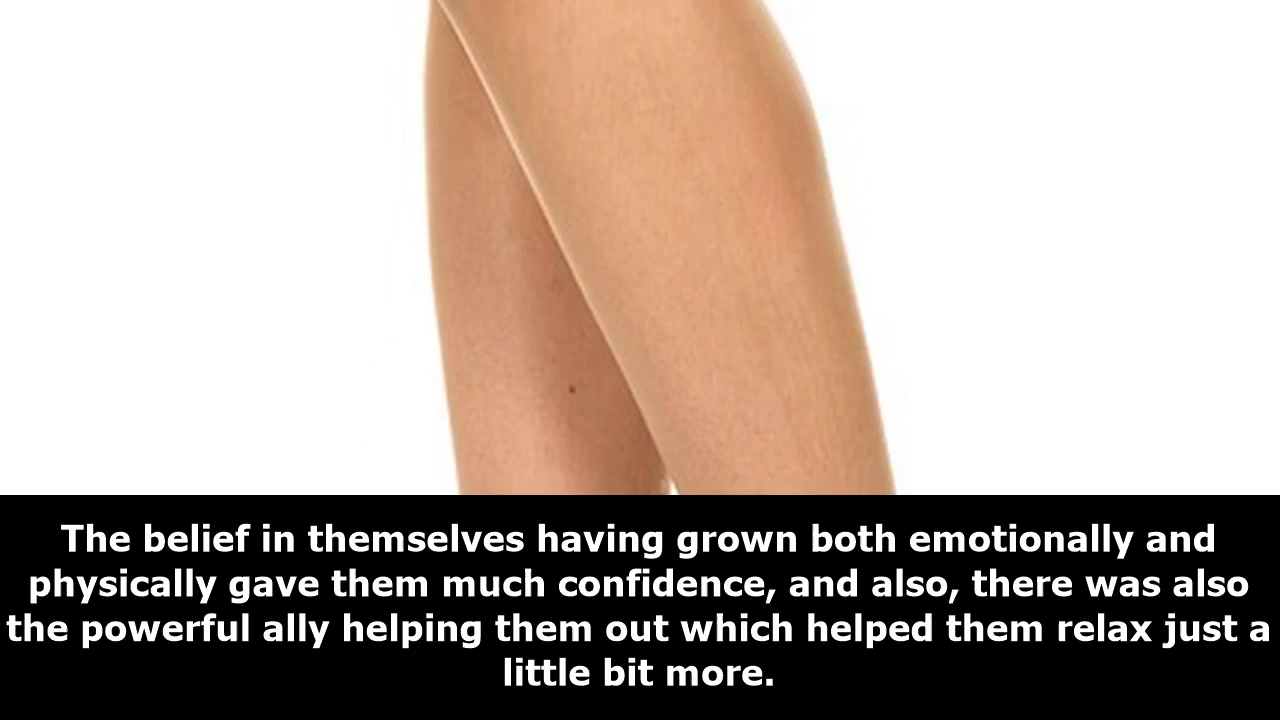 The belief in themselves having grown both emotionally and
physically gave them much confidence, and also, there was also
the powerful ally helping them out which helped them relax just a
little bit more.